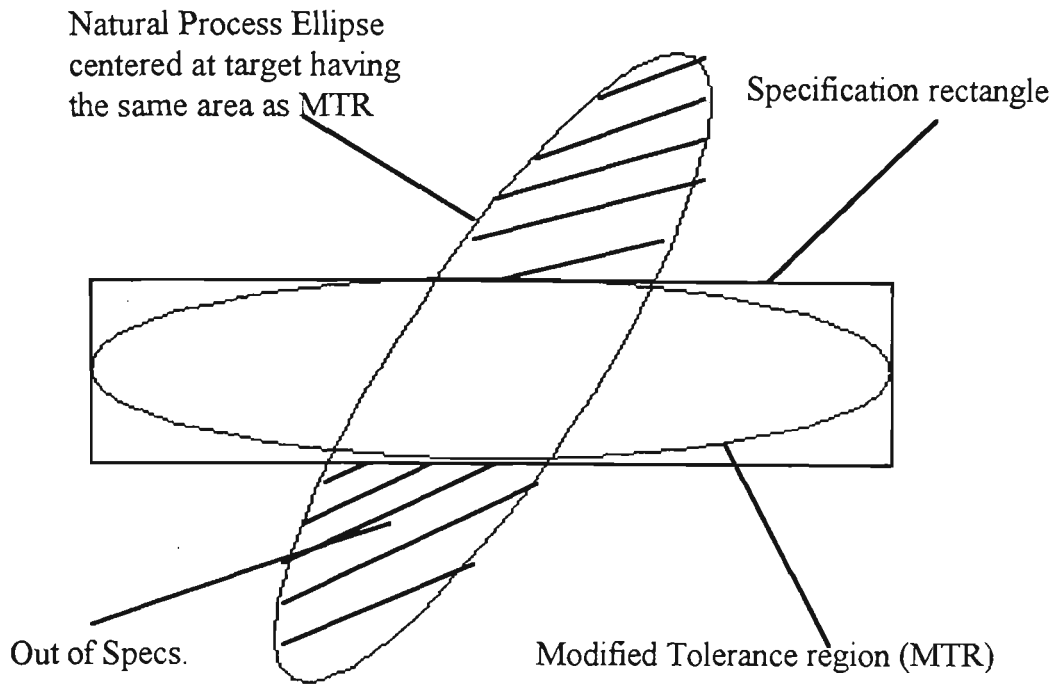 Natural Process Ellipse
centered at target having
the same area as MTR
Specification rectangle
Out of Specs.
Modified Tolerance region (MTR)